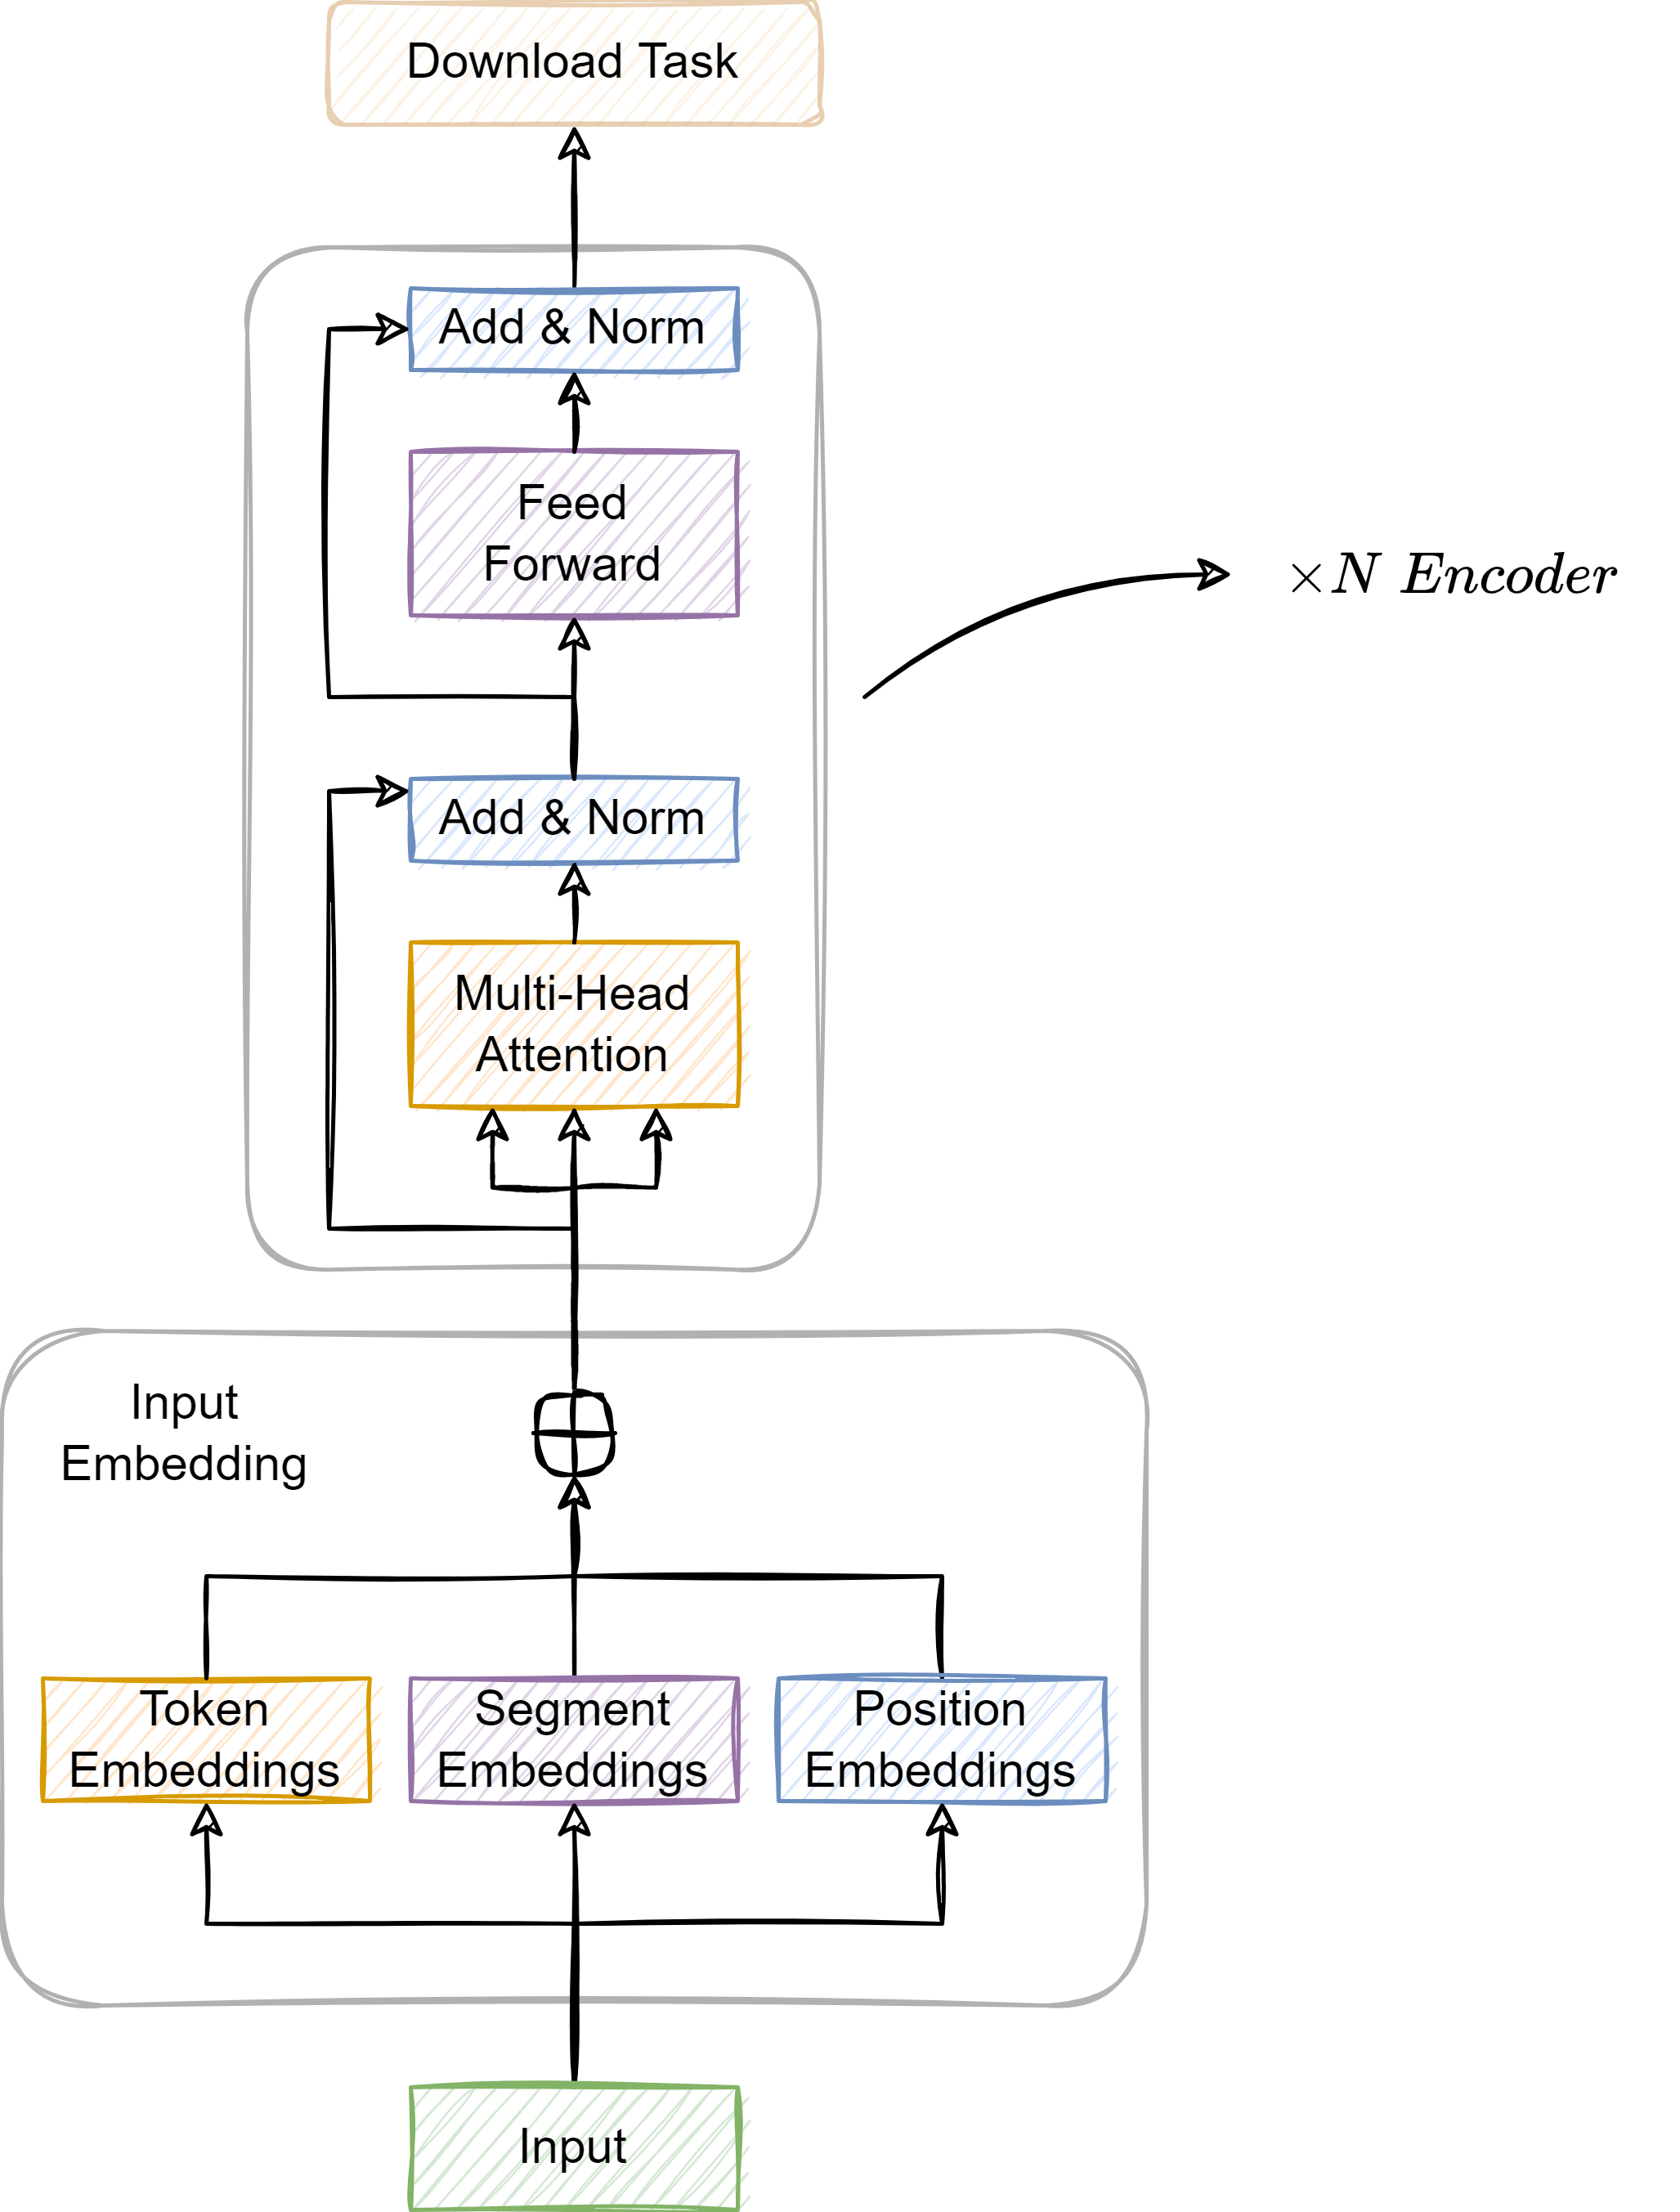 Download Task
Add & Norm
Feed
Forward
×N Encoder
Add & Norm
Multi-Head
Attention
Input
Embedding
Token
Embeddings
Segment
Embeddings
Position
Embeddings
Input